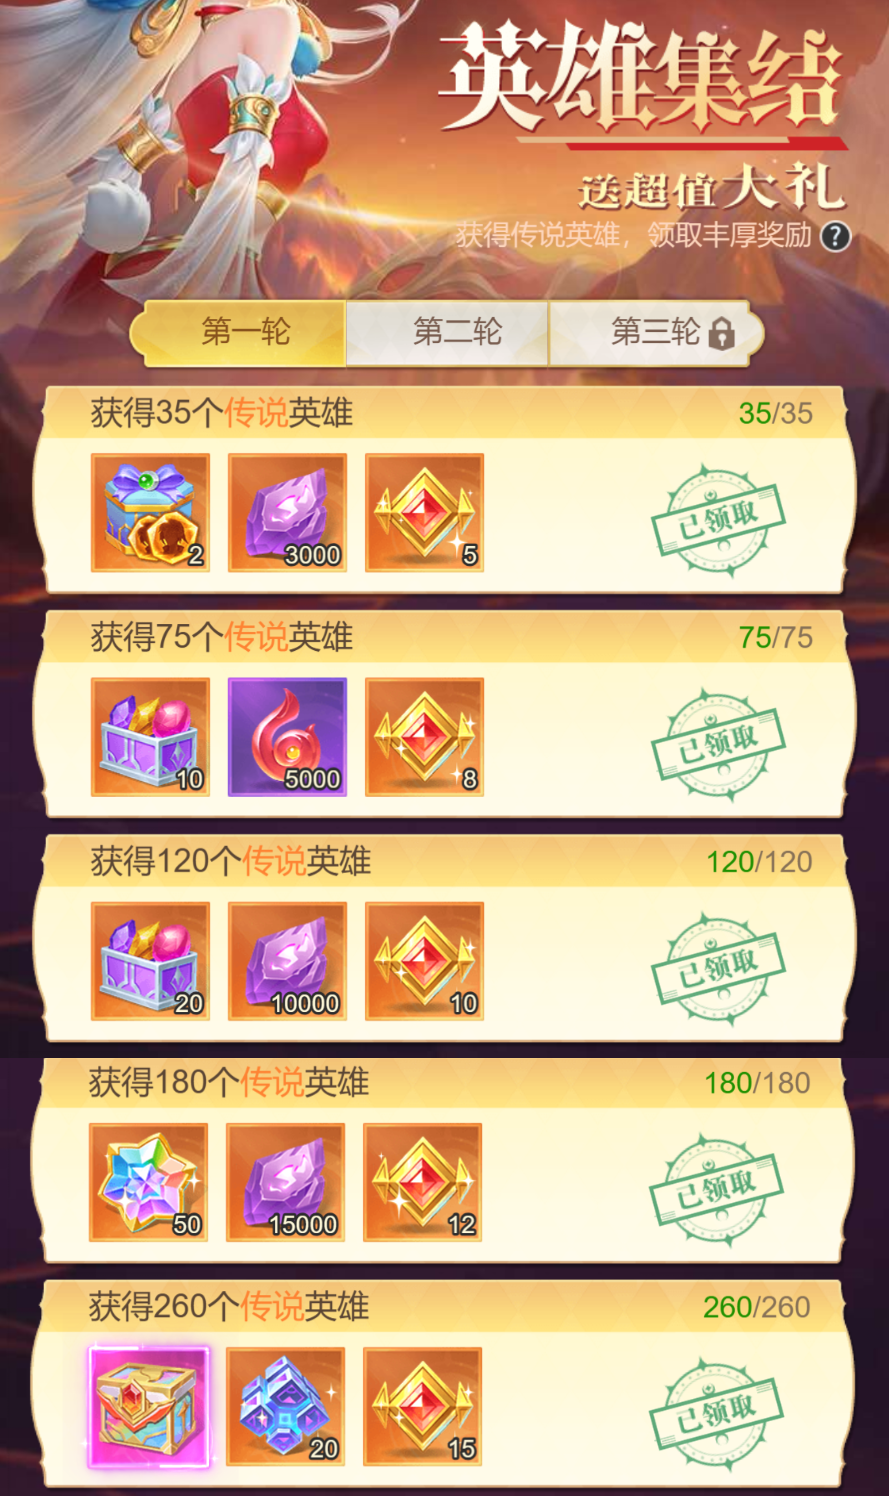 英雄集结
送超值大礼
获得传说英雄，领取丰厚奖励 ?
第一轮 第二轮 第三轮
获得35个传说英雄 35/35
2 3000 5 已领取
获得75个传说英雄 75/75
10 5000 8 已领取
获得120个传说英雄 120/120
20 10000 10 已领取
获得180个传说英雄 180/180
50 15000 12 已领取
获得260个传说英雄 260/260
20 15 已领取